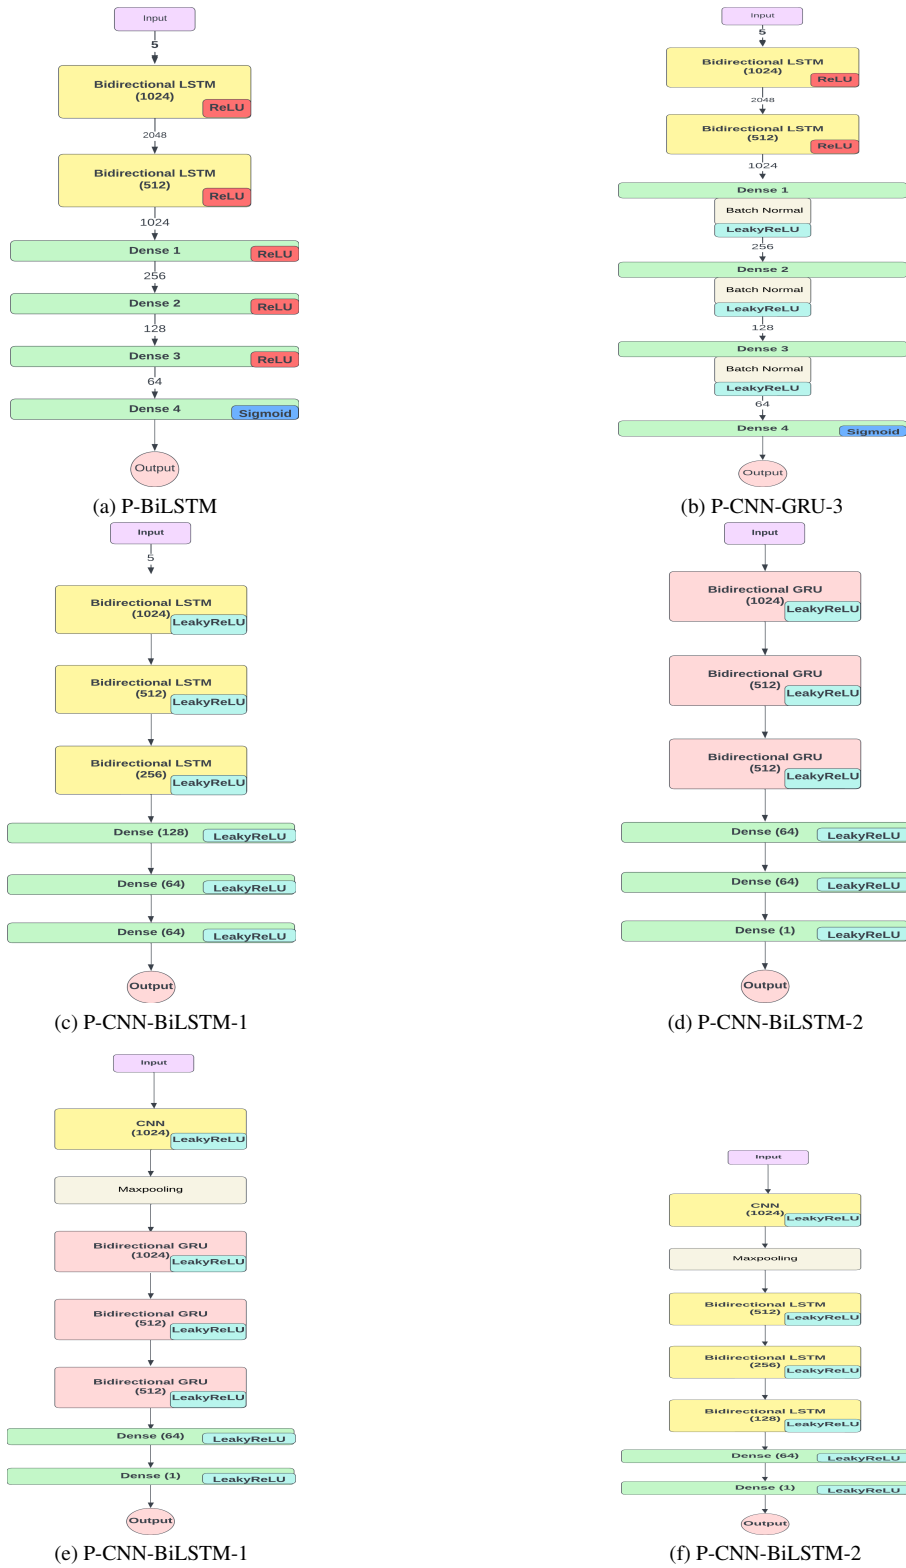 Input
5
Bidirectional LSTM
(1024)
ReLU
2048
Bidirectional LSTM
(512)
ReLU
1024
Dense 1
ReLU
256
Dense 2
ReLU
128
Dense 3
ReLU
64
Dense 4
Sigmoid
Output
(a) P-BiLSTM
Input
5
Bidirectional LSTM
(1024)
ReLU
2048
Bidirectional LSTM
(512)
ReLU
1024
Dense 1
Batch Normal
LeakyReLU
256
Dense 2
Batch Normal
LeakyReLU
128
Dense 3
Batch Normal
LeakyReLU
64
Dense 4
Sigmoid
Output
(b) P-CNN-GRU-3
Input
5
Bidirectional LSTM
(1024)
LeakyReLU
Bidirectional LSTM
(512)
LeakyReLU
Bidirectional LSTM
(256)
LeakyReLU
Dense (128)
LeakyReLU
Dense (64)
LeakyReLU
Dense (64)
LeakyReLU
Output
(c) P-CNN-BiLSTM-1
Input
Bidirectional GRU
(1024)
LeakyReLU
Bidirectional GRU
(512)
LeakyReLU
Bidirectional GRU
(512)
LeakyReLU
Dense (64)
LeakyReLU
Dense (64)
LeakyReLU
Dense (1)
LeakyReLU
Output
(d) P-CNN-BiLSTM-2
Input
CNN
(1024)
LeakyReLU
Maxpooling
Bidirectional GRU
(1024)
LeakyReLU
Bidirectional GRU
(512)
LeakyReLU
Bidirectional GRU
(512)
LeakyReLU
Dense (64)
LeakyReLU
Dense (1)
LeakyReLU
Output
(e) P-CNN-BiLSTM-1
Input
CNN
(1024)
LeakyReLU
Maxpooling
Bidirectional LSTM
(512)
LeakyReLU
Bidirectional LSTM
(256)
LeakyReLU
Bidirectional LSTM
(128)
LeakyReLU
Dense (64)
LeakyReLU
Dense (1)
LeakyReLU
Output
(f) P-CNN-BiLSTM-2